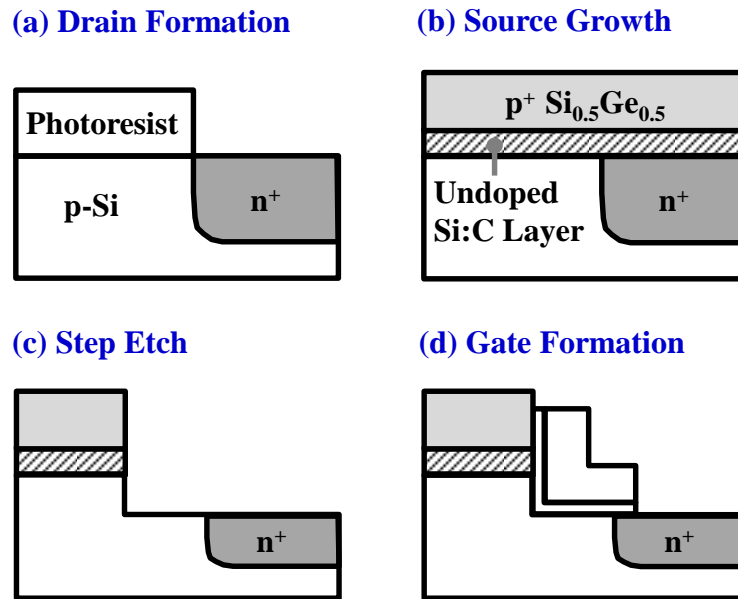 (a) Drain Formation
Photoresist
p-Si
n⁺
(b) Source Growth
p⁺ Si₀.₅Ge₀.₅
Undoped
Si:C Layer
n⁺
(c) Step Etch
n⁺
(d) Gate Formation
n⁺